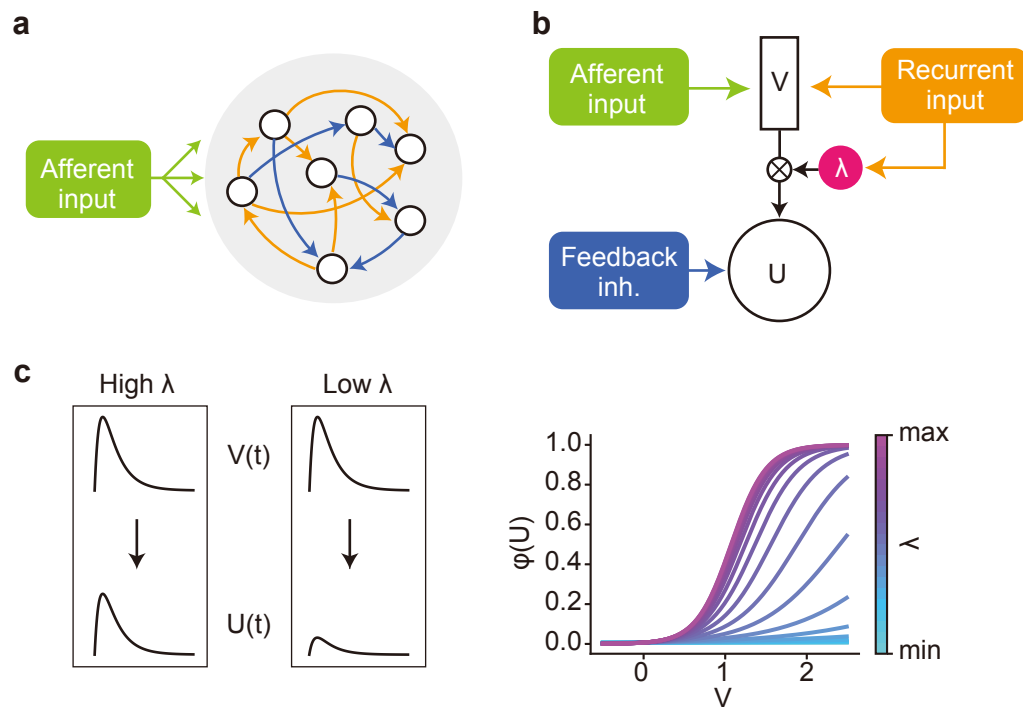 a
Afferent
input
b
Afferent
input
V
Recurrent
input
λ
Feedback
inh.
U
c
High λ
Low λ
V(t)
U(t)
φ(U)
1.0
0.8
0.6
0.4
0.2
0.0
0
1
2
V
max
λ
min